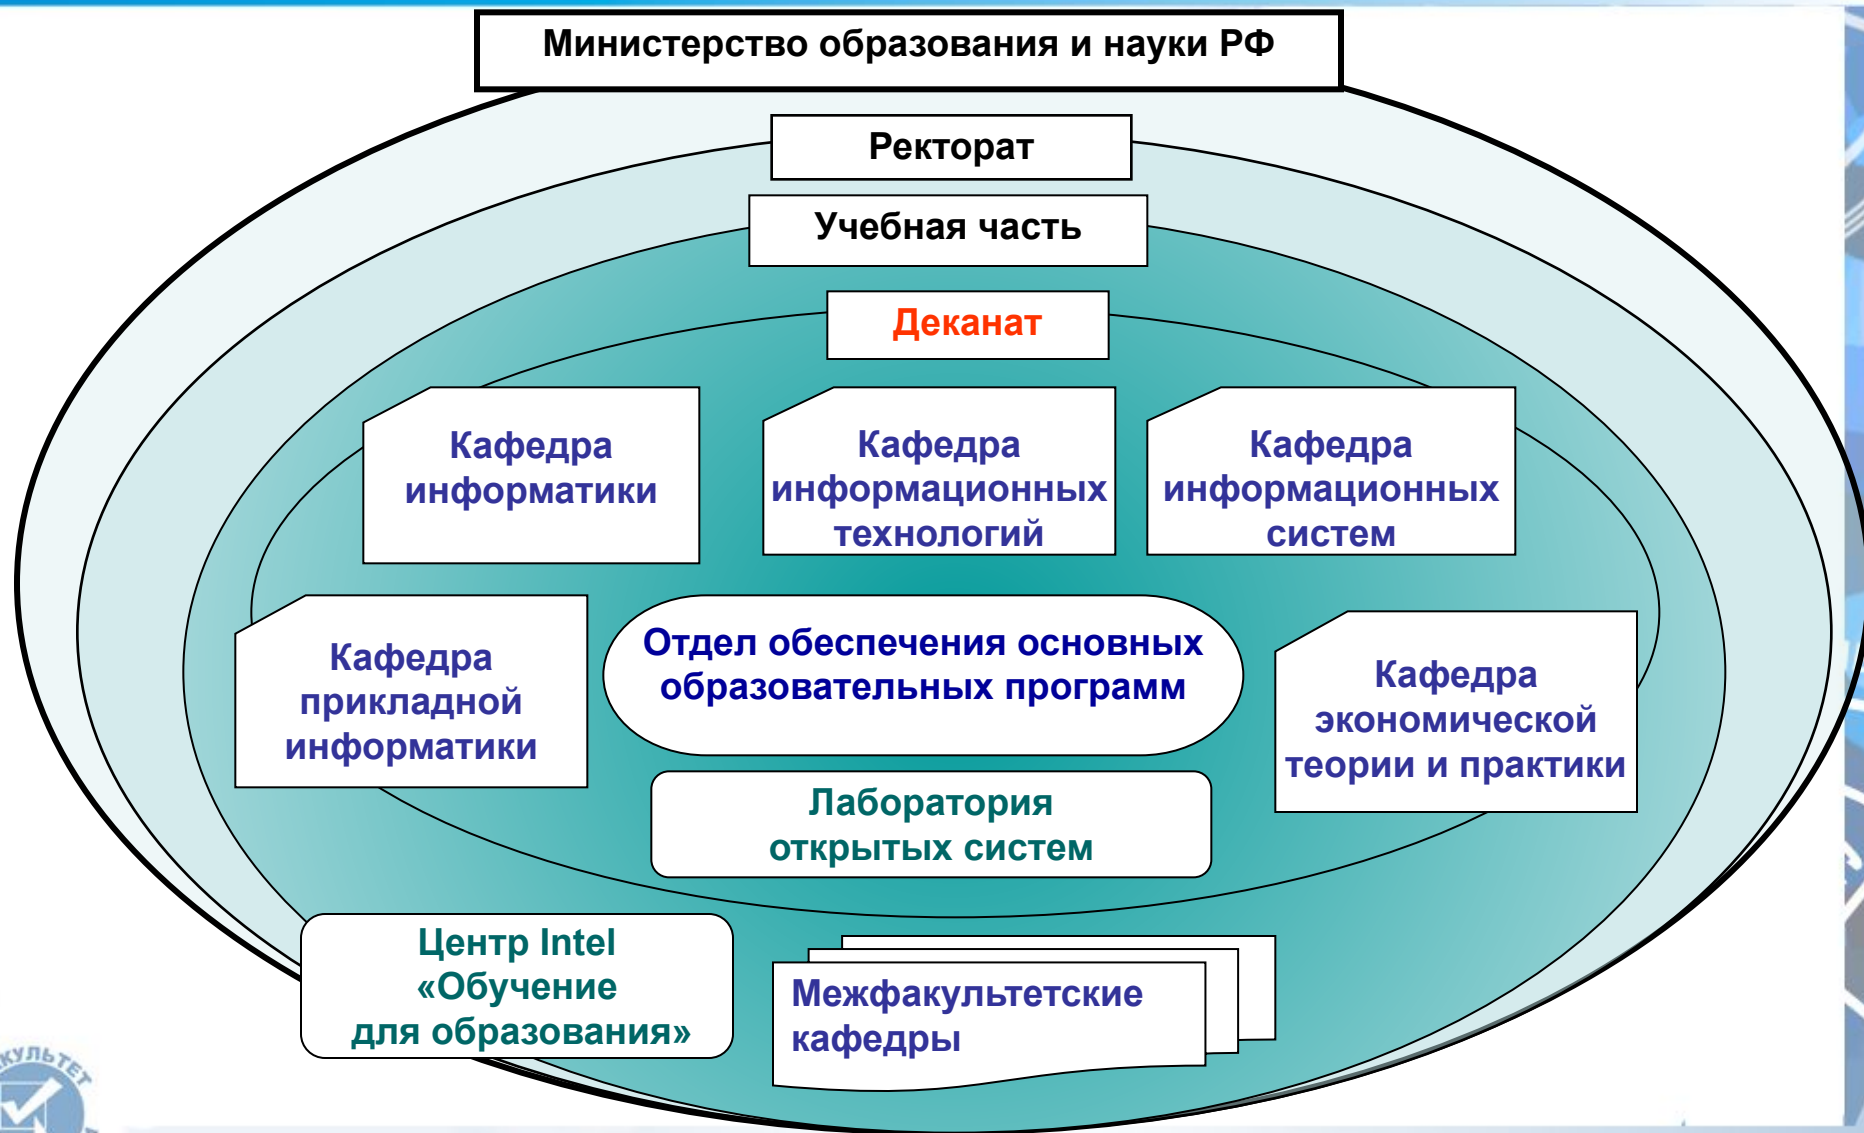 Министерство образования и науки РФ
Ректорат
Учебная часть
Деканат
Кафедра
информатики
Кафедра
информационных
технологий
Кафедра
информационных
систем
Кафедра
прикладной
информатики
Отдел обеспечения основных
образовательных программ
Кафедра
экономической
теории и практики
Лаборатория
открытых систем
Центр Intel
«Обучение
для образования»
Межфакультетские
кафедры